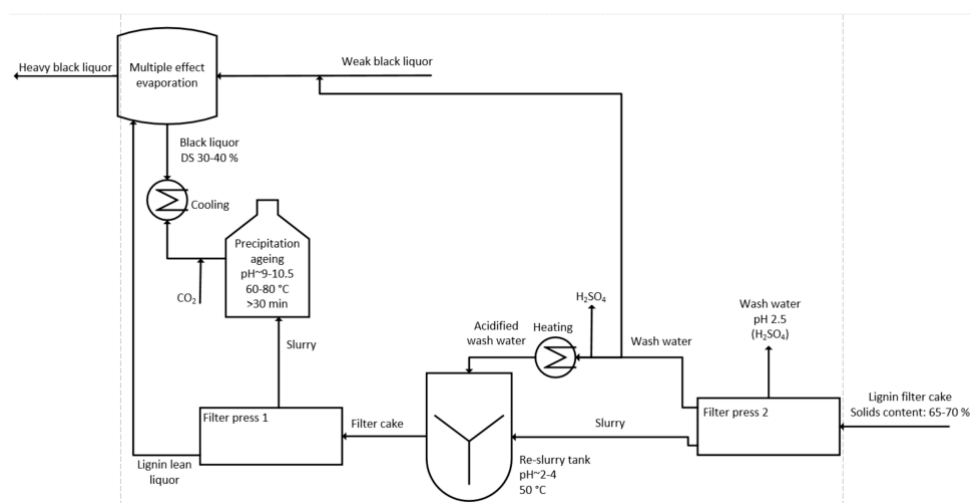 Heavy black liquor
Multiple effect
evaporation
Weak black liquor
Black liquor
DS 30-40 %
Cooling
Precipitation
ageing
pH~9-10.5
60-80 °C
>30 min
CO₂
Slurry
H₂SO₄
Wash water
pH 2.5
(H₂SO₄)
Acidified
wash water
Heating
Wash water
Lignin filter cake
Solids content: 65-70 %
Filter press 1
Filter cake
Slurry
Filter press 2
Lignin lean
liquor
Re-slurry tank
pH~2-4
50 °C